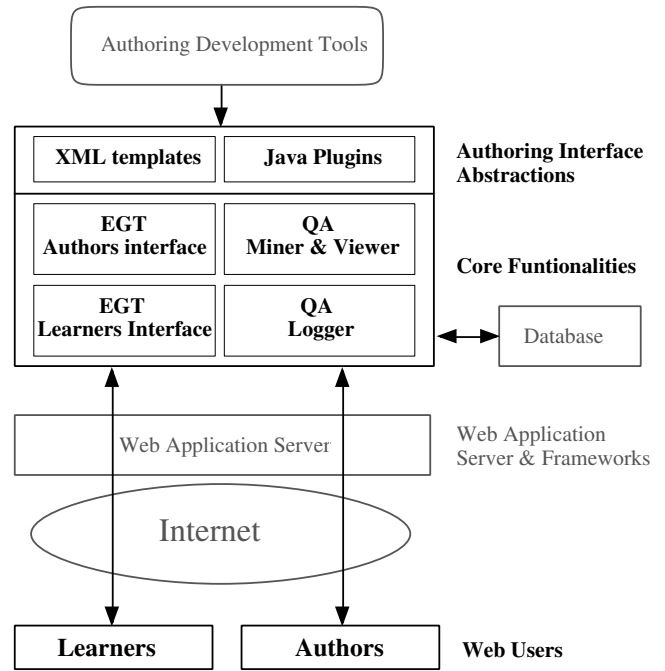 Authoring Development Tools
XML templates
Java Plugins
Authoring Interface
Abstractions
EGT
Authors interface
QA
Miner & Viewer
Core Funtionalities
EGT
Learners Interface
QA
Logger
Database
Web Application Server
Web Application
Server & Frameworks
Internet
Learners
Authors
Web Users